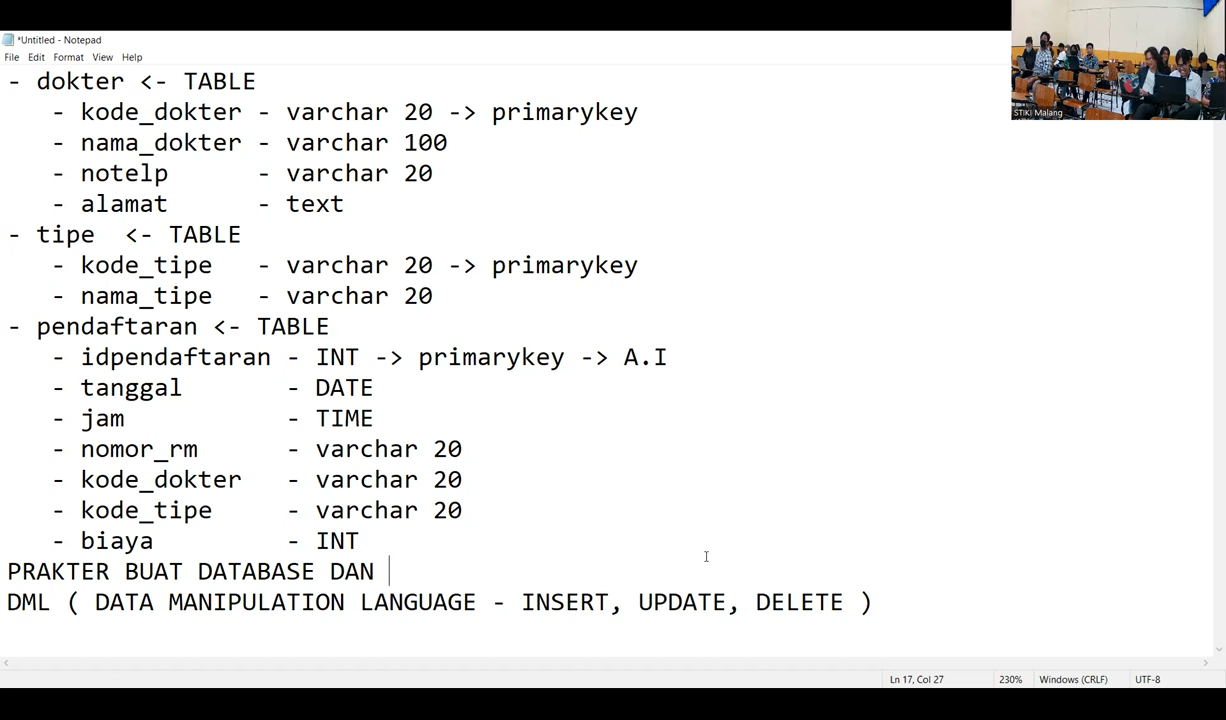 *Untitled - Notepad
File Edit Format View Help
STIKI Malang
- dokter <- TABLE
- kode_dokter - varchar 20 -> primarykey
- nama_dokter - varchar 100
- notelp - varchar 20
- alamat - text
- tipe <- TABLE
- kode_tipe - varchar 20 -> primarykey
- nama_tipe - varchar 20
- pendaftaran <- TABLE
- idpendaftaran - INT -> primarykey -> A.I
- tanggal - DATE
- jam - TIME
- nomor_rm - varchar 20
- kode_dokter - varchar 20
- kode_tipe - varchar 20
- biaya - INT
PRAKTER BUAT DATABASE DAN
DML ( DATA MANIPULATION LANGUAGE - INSERT, UPDATE, DELETE )
Ln 17, Col 27 230% Windows (CRLF) UTF-8